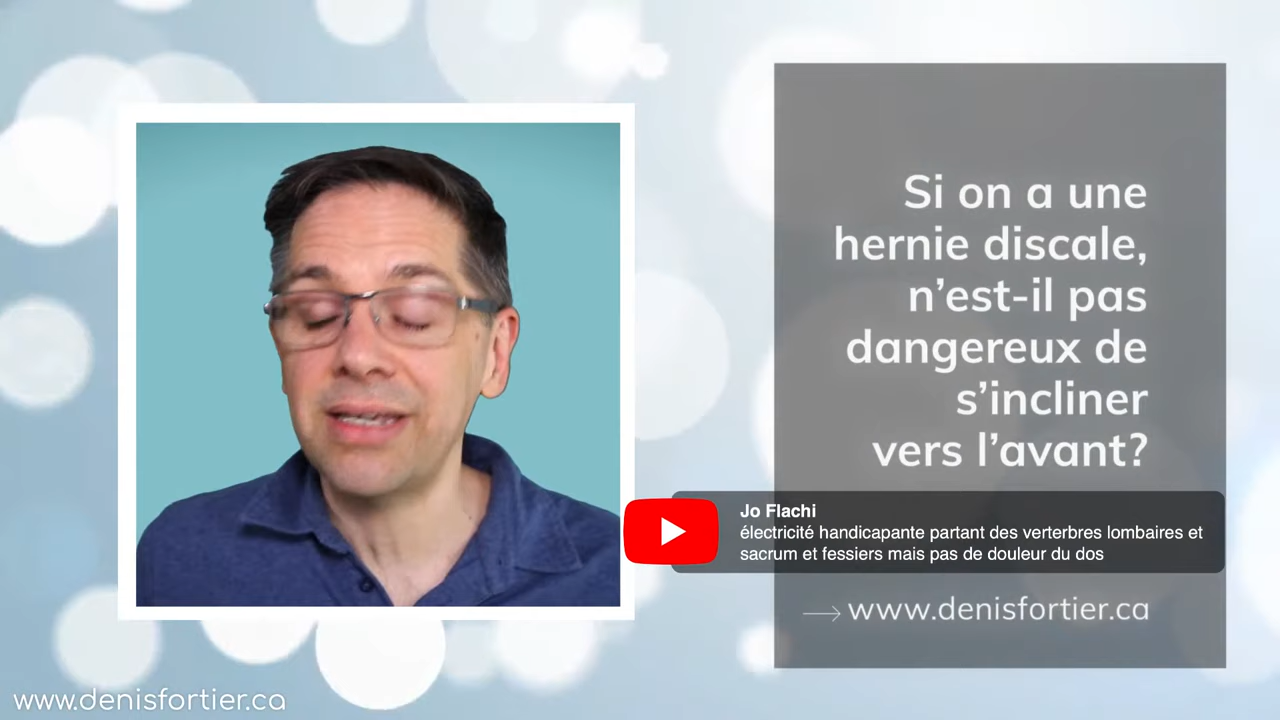 Si on a une
hernie discale,
n'est-il pas
dangereux de
s'incliner
vers l'avant?
Jo Flachi
électricité handicapante partant des verterbres lombaires et
sacrum et fessiers mais pas de douleur du dos
www.denisfortier.ca
www.denisfortier.ca